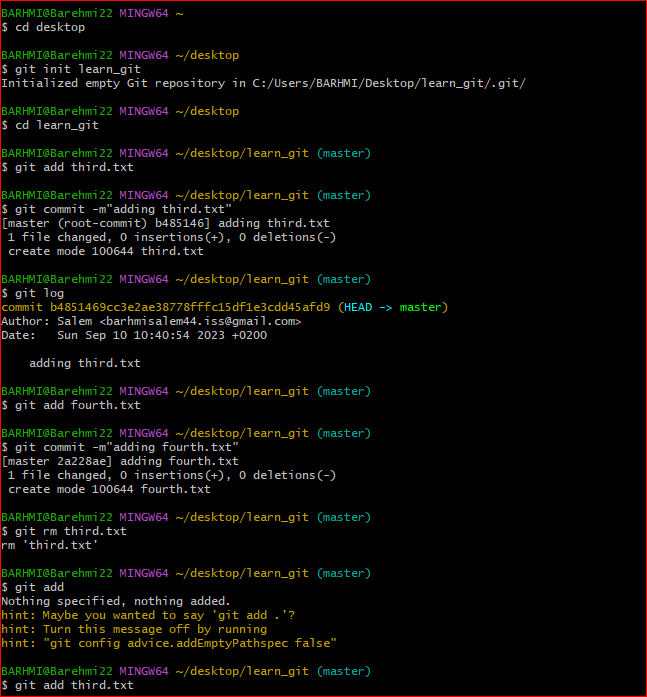 BARHMI@Barehmi22 MINGW64 ~
$ cd desktop
BARHMI@Barehmi22 MINGW64 ~/desktop
$ git init learn_git
Initialized empty Git repository in C:/Users/BARHMI/Desktop/learn_git/.git/
BARHMI@Barehmi22 MINGW64 ~/desktop
$ cd learn_git
BARHMI@Barehmi22 MINGW64 ~/desktop/learn_git (master)
$ git add third.txt
BARHMI@Barehmi22 MINGW64 ~/desktop/learn_git (master)
$ git commit -m"adding third.txt"
[master (root-commit) b485146] adding third.txt
 1 file changed, 0 insertions(+), 0 deletions(-)
 create mode 100644 third.txt
BARHMI@Barehmi22 MINGW64 ~/desktop/learn_git (master)
$ git log
commit b4851469cc3e2ae38778fffc15df1e3cdd45afd9 (HEAD -> master)
Author: Salem <barhmisalem44.iss@gmail.com>
Date:   Sun Sep 10 10:40:54 2023 +0200
    adding third.txt
BARHMI@Barehmi22 MINGW64 ~/desktop/learn_git (master)
$ git add fourth.txt
BARHMI@Barehmi22 MINGW64 ~/desktop/learn_git (master)
$ git commit -m"adding fourth.txt"
[master 2a228ae] adding fourth.txt
 1 file changed, 0 insertions(+), 0 deletions(-)
 create mode 100644 fourth.txt
BARHMI@Barehmi22 MINGW64 ~/desktop/learn_git (master)
$ git rm third.txt
rm 'third.txt'
BARHMI@Barehmi22 MINGW64 ~/desktop/learn_git (master)
$ git add
Nothing specified, nothing added.
hint: Maybe you wanted to say 'git add .'?
hint: Turn this message off by running
hint: "git config advice.addEmptyPathspec false"
BARHMI@Barehmi22 MINGW64 ~/desktop/learn_git (master)
$ git add third.txt